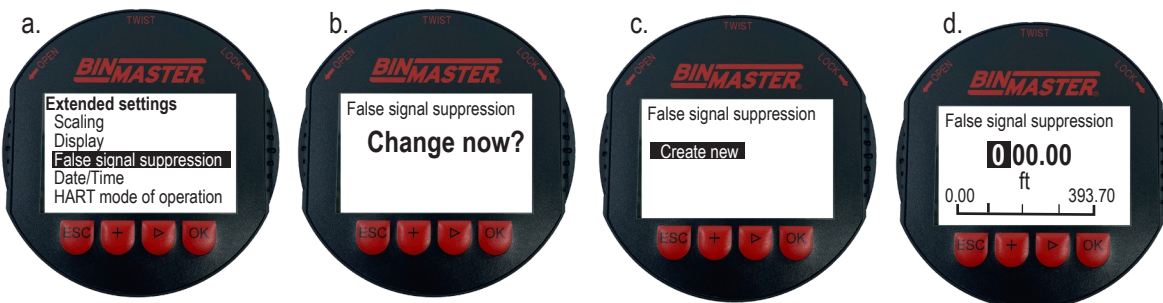 a.
TWIST
OPEN
LOCK
BINMASTER®
Extended settings
Scaling
Display
False signal suppression
Date/Time
HART mode of operation
ESC + OK
b.
TWIST
OPEN
LOCK
BINMASTER®
False signal suppression
Change now?
ESC + OK
c.
TWIST
OPEN
LOCK
BINMASTER®
False signal suppression
Create new
ESC + OK
d.
TWIST
OPEN
LOCK
BINMASTER®
False signal suppression
000.00
ft
0.00 393.70
ESC + OK